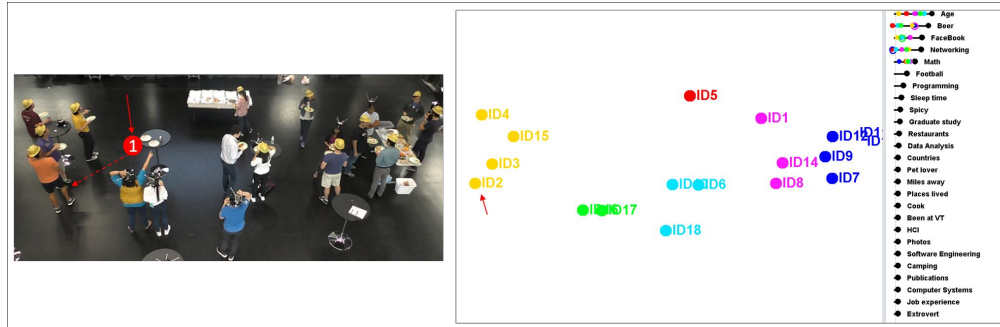 1
ID4
ID15
ID3
ID2
ID17
ID5
ID6
ID18
ID1
ID14
ID8
ID9
ID7
Age
Beer
FaceBook
Networking
Math
Football
Programming
Sleep time
Spicy
Graduate study
Restaurants
Data Analysis
Countries
Pet lover
Miles away
Places lived
Cook
Been at VT
HCI
Photos
Software Engineering
Camping
Publications
Computer Systems
Job experience
Extrovert